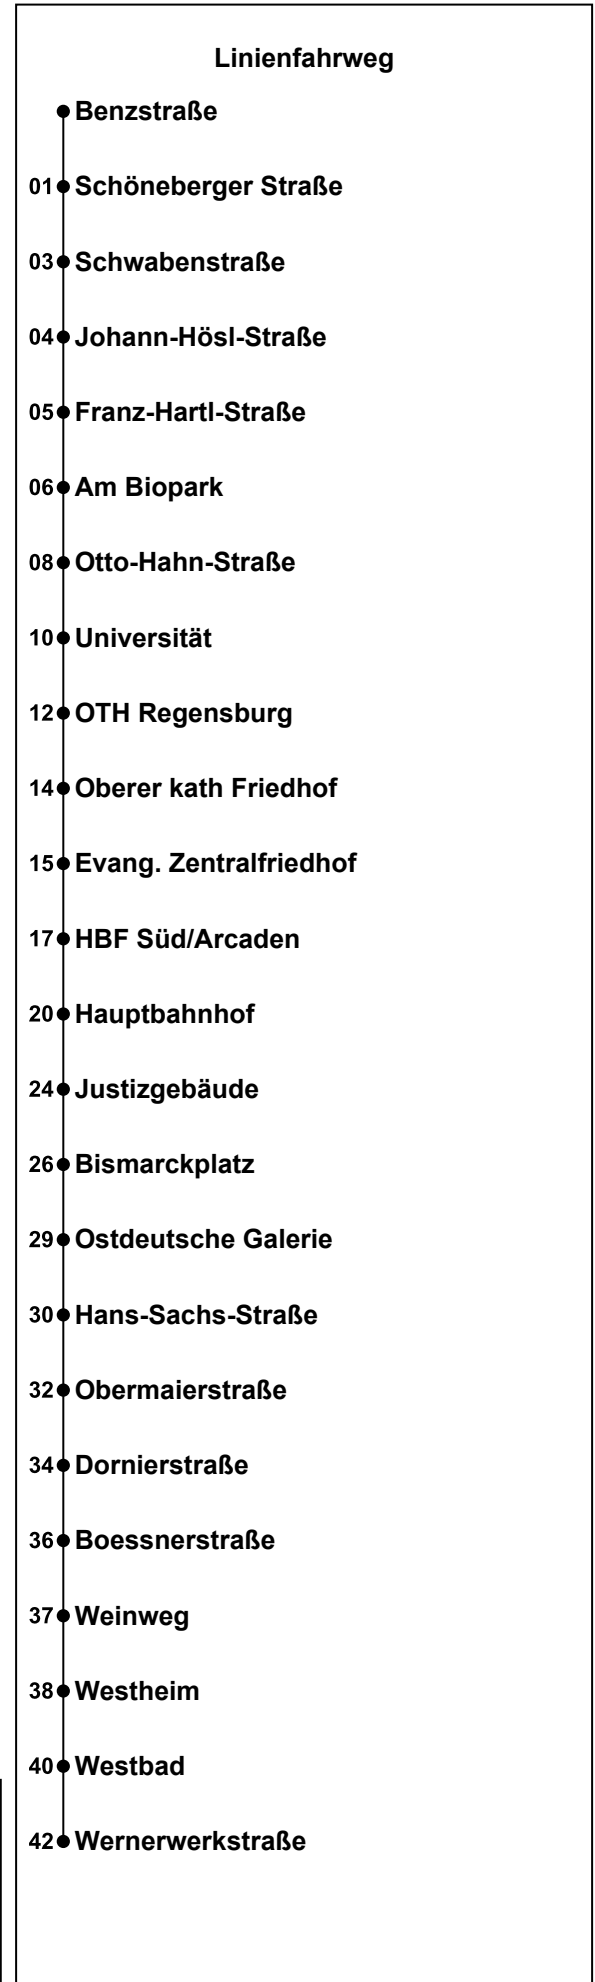 Linienfahrweg
Benzstraße
01 Schöneberger Straße
03 Schwabenstraße
04 Johann-Hösl-Straße
05 Franz-Hartl-Straße
06 Am Biopark
08 Otto-Hahn-Straße
10 Universität
12 OTH Regensburg
14 Oberer kath Friedhof
15 Evang. Zentralfriedhof
17 HBF Süd/Arcaden
20 Hauptbahnhof
24 Justizgebäude
26 Bismarckplatz
29 Ostdeutsche Galerie
30 Hans-Sachs-Straße
32 Obermaierstraße
34 Dornierstraße
36 Boessnerstraße
37 Weinweg
38 Westheim
40 Westbad
42 Wernerwerkstraße